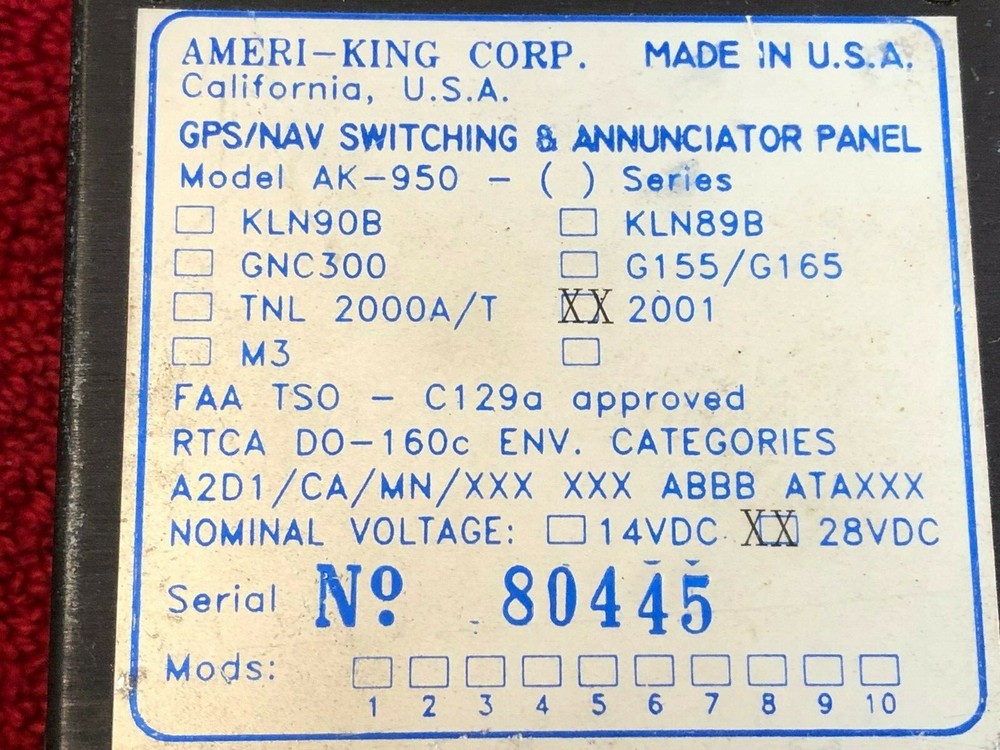 AMERI-KING CORP. MADE IN U.S.A.
California, U.S.A.
GPS/NAV SWITCHING & ANNUNCIATOR PANEL
Model AK-950 - ( ) Series
KLN90B KLN89B
GNC300 G155/G165
TNL 2000A/T XX 2001
M3
FAA TSO - C129a approved
RTCA DO-160c ENV. CATEGORIES
A2D1/CA/MN/XXX XXX ABBB ATAXXX
NOMINAL VOLTAGE: 14VDC XX 28VDC
Serial Nº 80445
Mods:
1 2 3 4 5 6 7 8 9 10